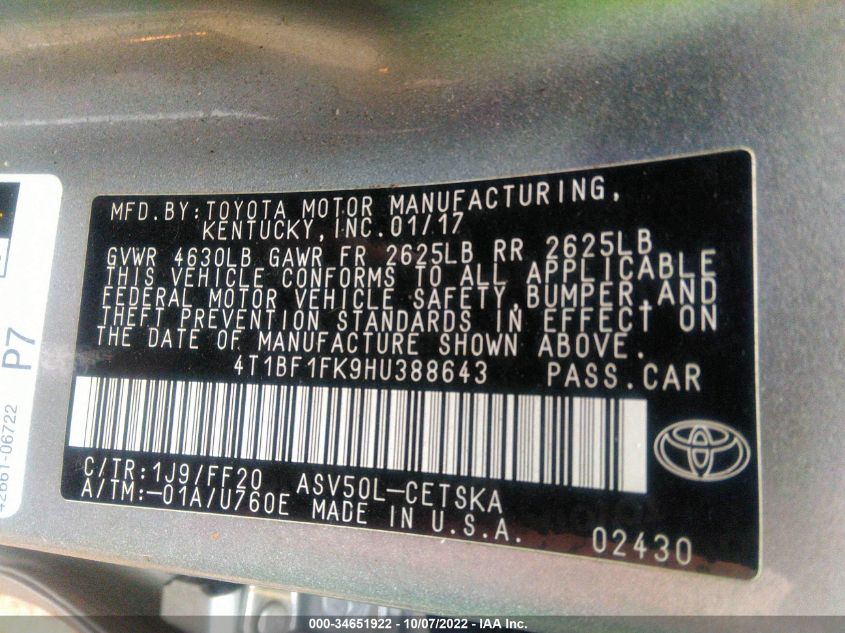 MFD. BY: TOYOTA MOTOR MANUFACTURING,
KENTUCKY, INC. 01/17
GVWR 4630LB GAWR FR 2625LB RR 2625LB
THIS VEHICLE CONFORMS TO ALL APPLICABLE
FEDERAL MOTOR VEHICLE SAFETY, BUMPER, AND
THEFT PREVENTION STANDARDS IN EFFECT ON
THE DATE OF MANUFACTURE SHOWN ABOVE.
4T1BF1FK9HU388643 PASS. CAR
C/TR: 1J9/FF20 ASV50L-CETSKA
A/TM: -01A/U760E MADE IN U.S.A.
02430
P7
42661-06722
000-34651922 - 10/07/2022 - IAA Inc.